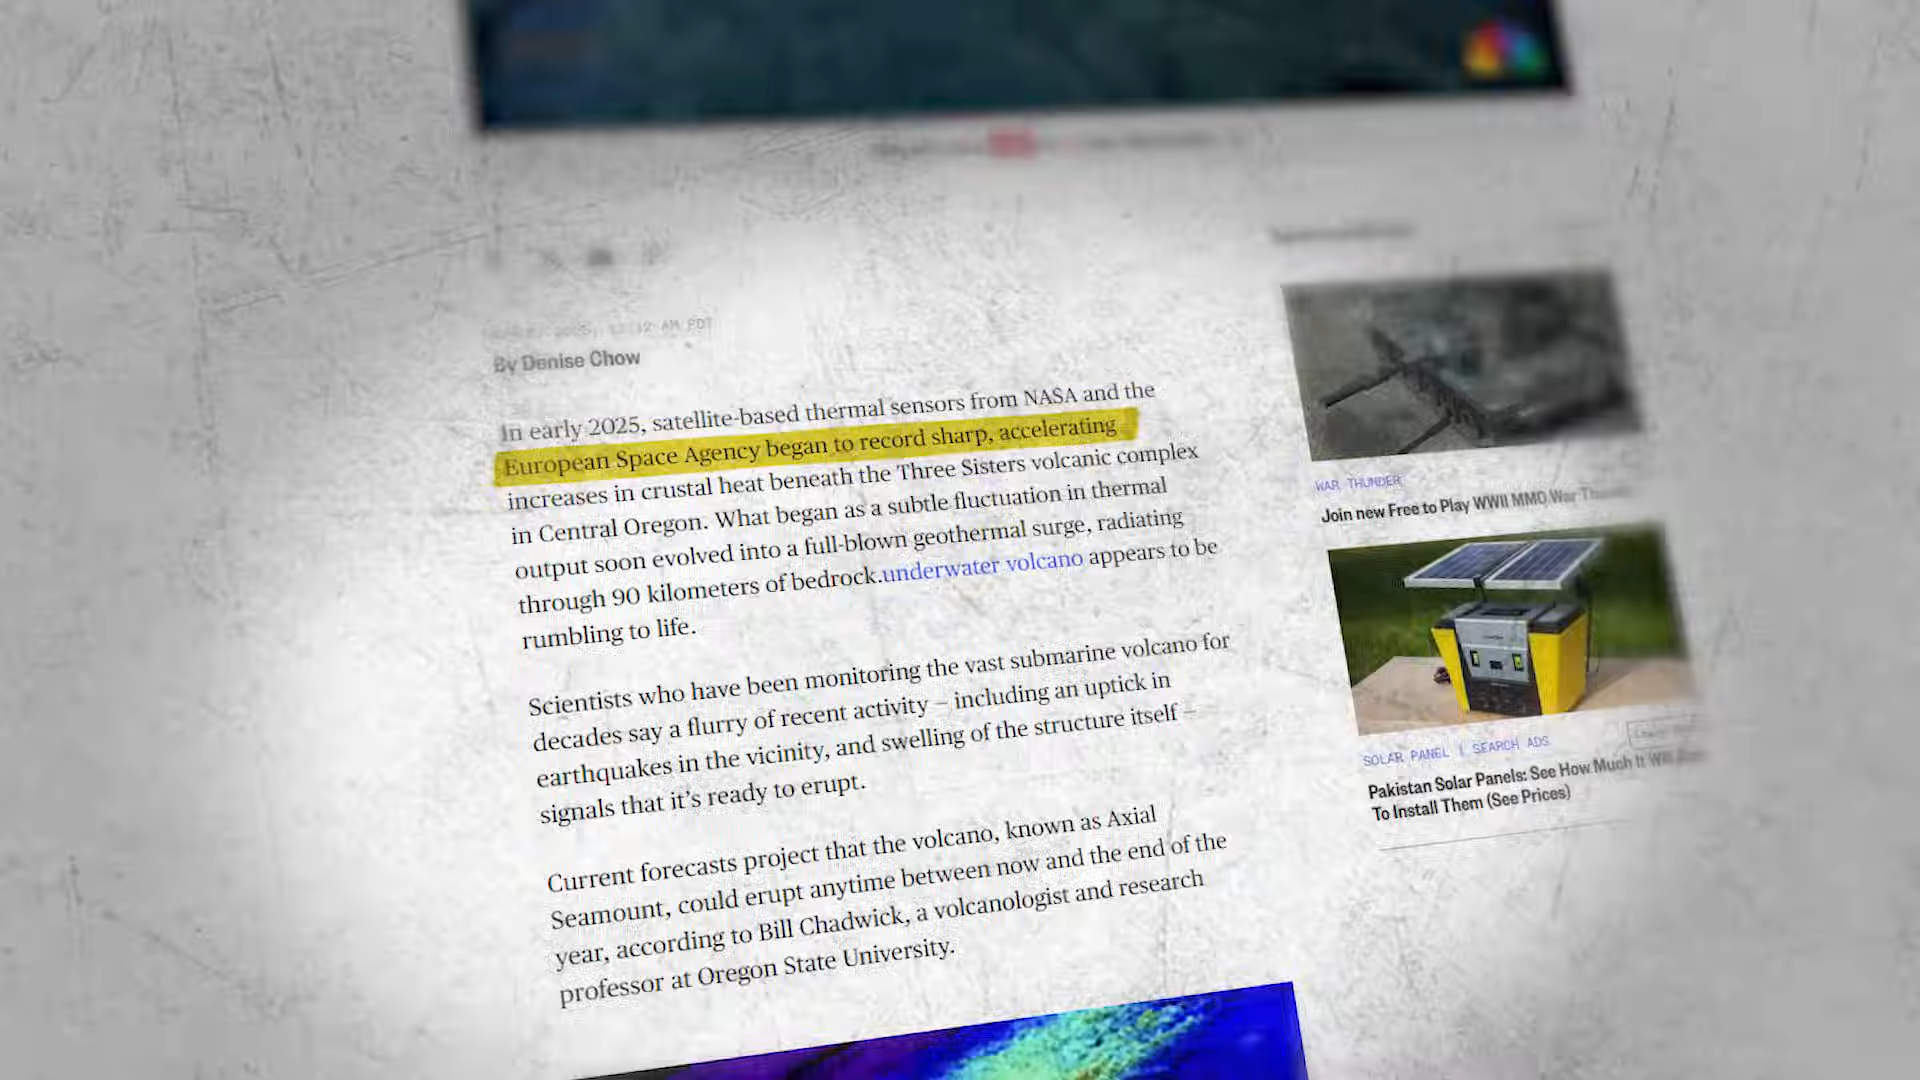 By Denise Chow
In early 2025, satellite-based thermal sensors from NASA and the
European Space Agency began to record sharp, accelerating
increases in crustal heat beneath the Three Sisters volcanic complex
in Central Oregon. What began as a subtle fluctuation in thermal
output soon evolved into a full-blown geothermal surge, radiating
through 90 kilometers of bedrock.underwater volcano appears to be
rumbling to life.
Scientists who have been monitoring the vast submarine volcano for
decades say a flurry of recent activity – including an uptick in
earthquakes in the vicinity, and swelling of the structure itself –
signals that it’s ready to erupt.
Current forecasts project that the volcano, known as Axial
Seamount, could erupt anytime between now and the end of the
year, according to Bill Chadwick, a volcanologist and research
professor at Oregon State University.
WAR THUNDER
Join new Free to Play WWII MMO War
SOLAR PANEL | SEARCH ADS
Pakistan Solar Panels: See How Much It Will
To Install Them (See Prices)